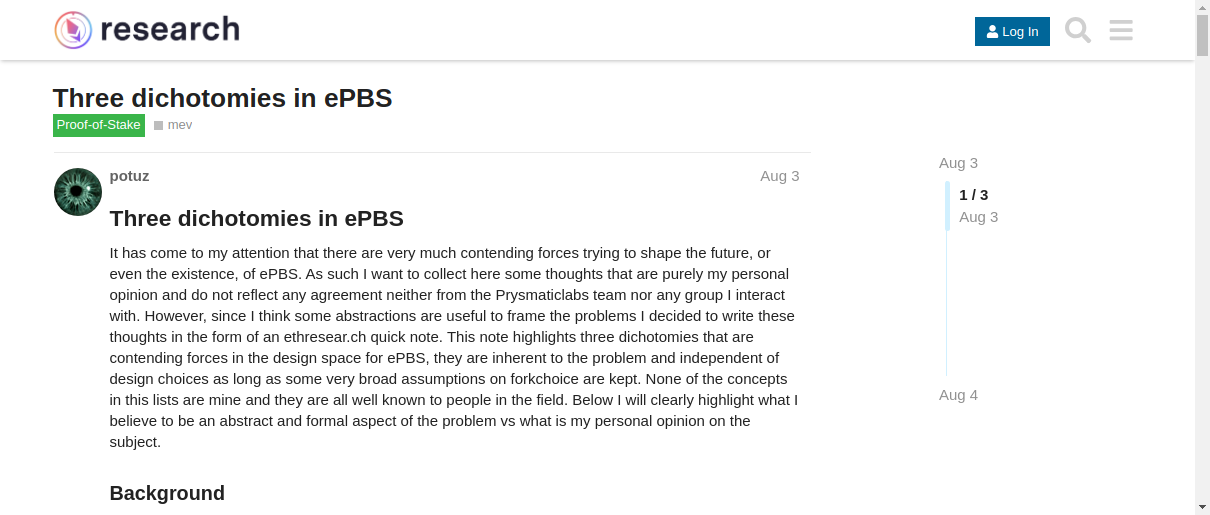 research
Log In
Three dichotomies in ePBS
Proof-of-Stake
mev
potuz
Aug 3
Three dichotomies in ePBS
It has come to my attention that there are very much contending forces trying to shape the future, or
even the existence, of ePBS. As such I want to collect here some thoughts that are purely my personal
opinion and do not reflect any agreement neither from the Prysmaticlabs team nor any group I interact
with. However, since I think some abstractions are useful to frame the problems I decided to write these
thoughts in the form of an ethresear.ch quick note. This note highlights three dichotomies that are
contending forces in the design space for ePBS, they are inherent to the problem and independent of
design choices as long as some very broad assumptions on forkchoice are kept. None of the concepts
in this lists are mine and they are all well known to people in the field. Below I will clearly highlight what I
believe to be an abstract and formal aspect of the problem vs what is my personal opinion on the
subject.
Background
Aug 3
1 / 3
Aug 3
Aug 4